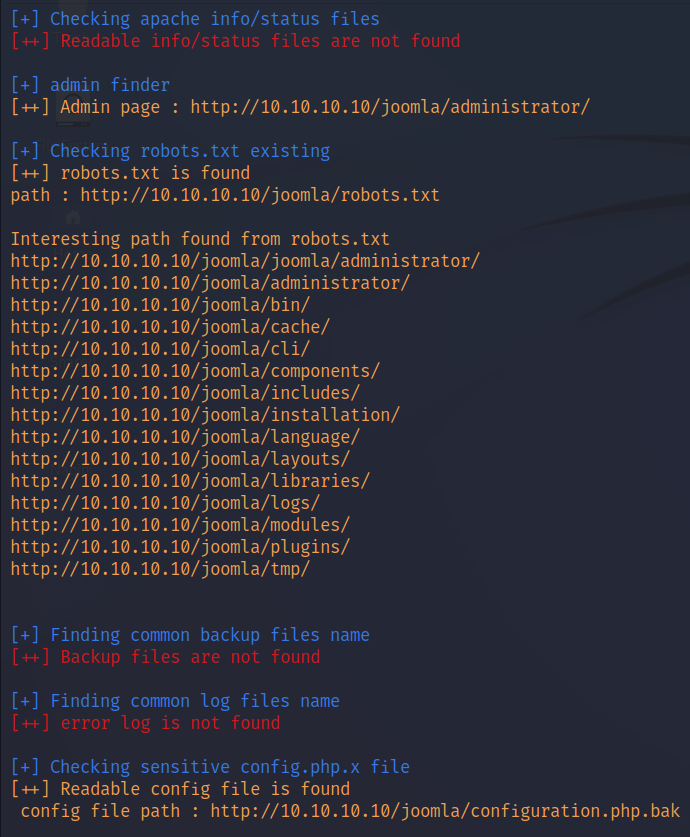 [+] Checking apache info/status files
[++] Readable info/status files are not found
[+] admin finder
[++] Admin page : http://10.10.10.10/joomla/administrator/
[+] Checking robots.txt existing
[++] robots.txt is found
path : http://10.10.10.10/joomla/robots.txt
Interesting path found from robots.txt
http://10.10.10.10/joomla/joomla/administrator/
http://10.10.10.10/joomla/administrator/
http://10.10.10.10/joomla/bin/
http://10.10.10.10/joomla/cache/
http://10.10.10.10/joomla/cli/
http://10.10.10.10/joomla/components/
http://10.10.10.10/joomla/includes/
http://10.10.10.10/joomla/installation/
http://10.10.10.10/joomla/language/
http://10.10.10.10/joomla/layouts/
http://10.10.10.10/joomla/libraries/
http://10.10.10.10/joomla/logs/
http://10.10.10.10/joomla/modules/
http://10.10.10.10/joomla/plugins/
http://10.10.10.10/joomla/tmp/
[+] Finding common backup files name
[++] Backup files are not found
[+] Finding common log files name
[++] error log is not found
[+] Checking sensitive config.php.x file
[++] Readable config file is found
config file path : http://10.10.10.10/joomla/configuration.php.bak